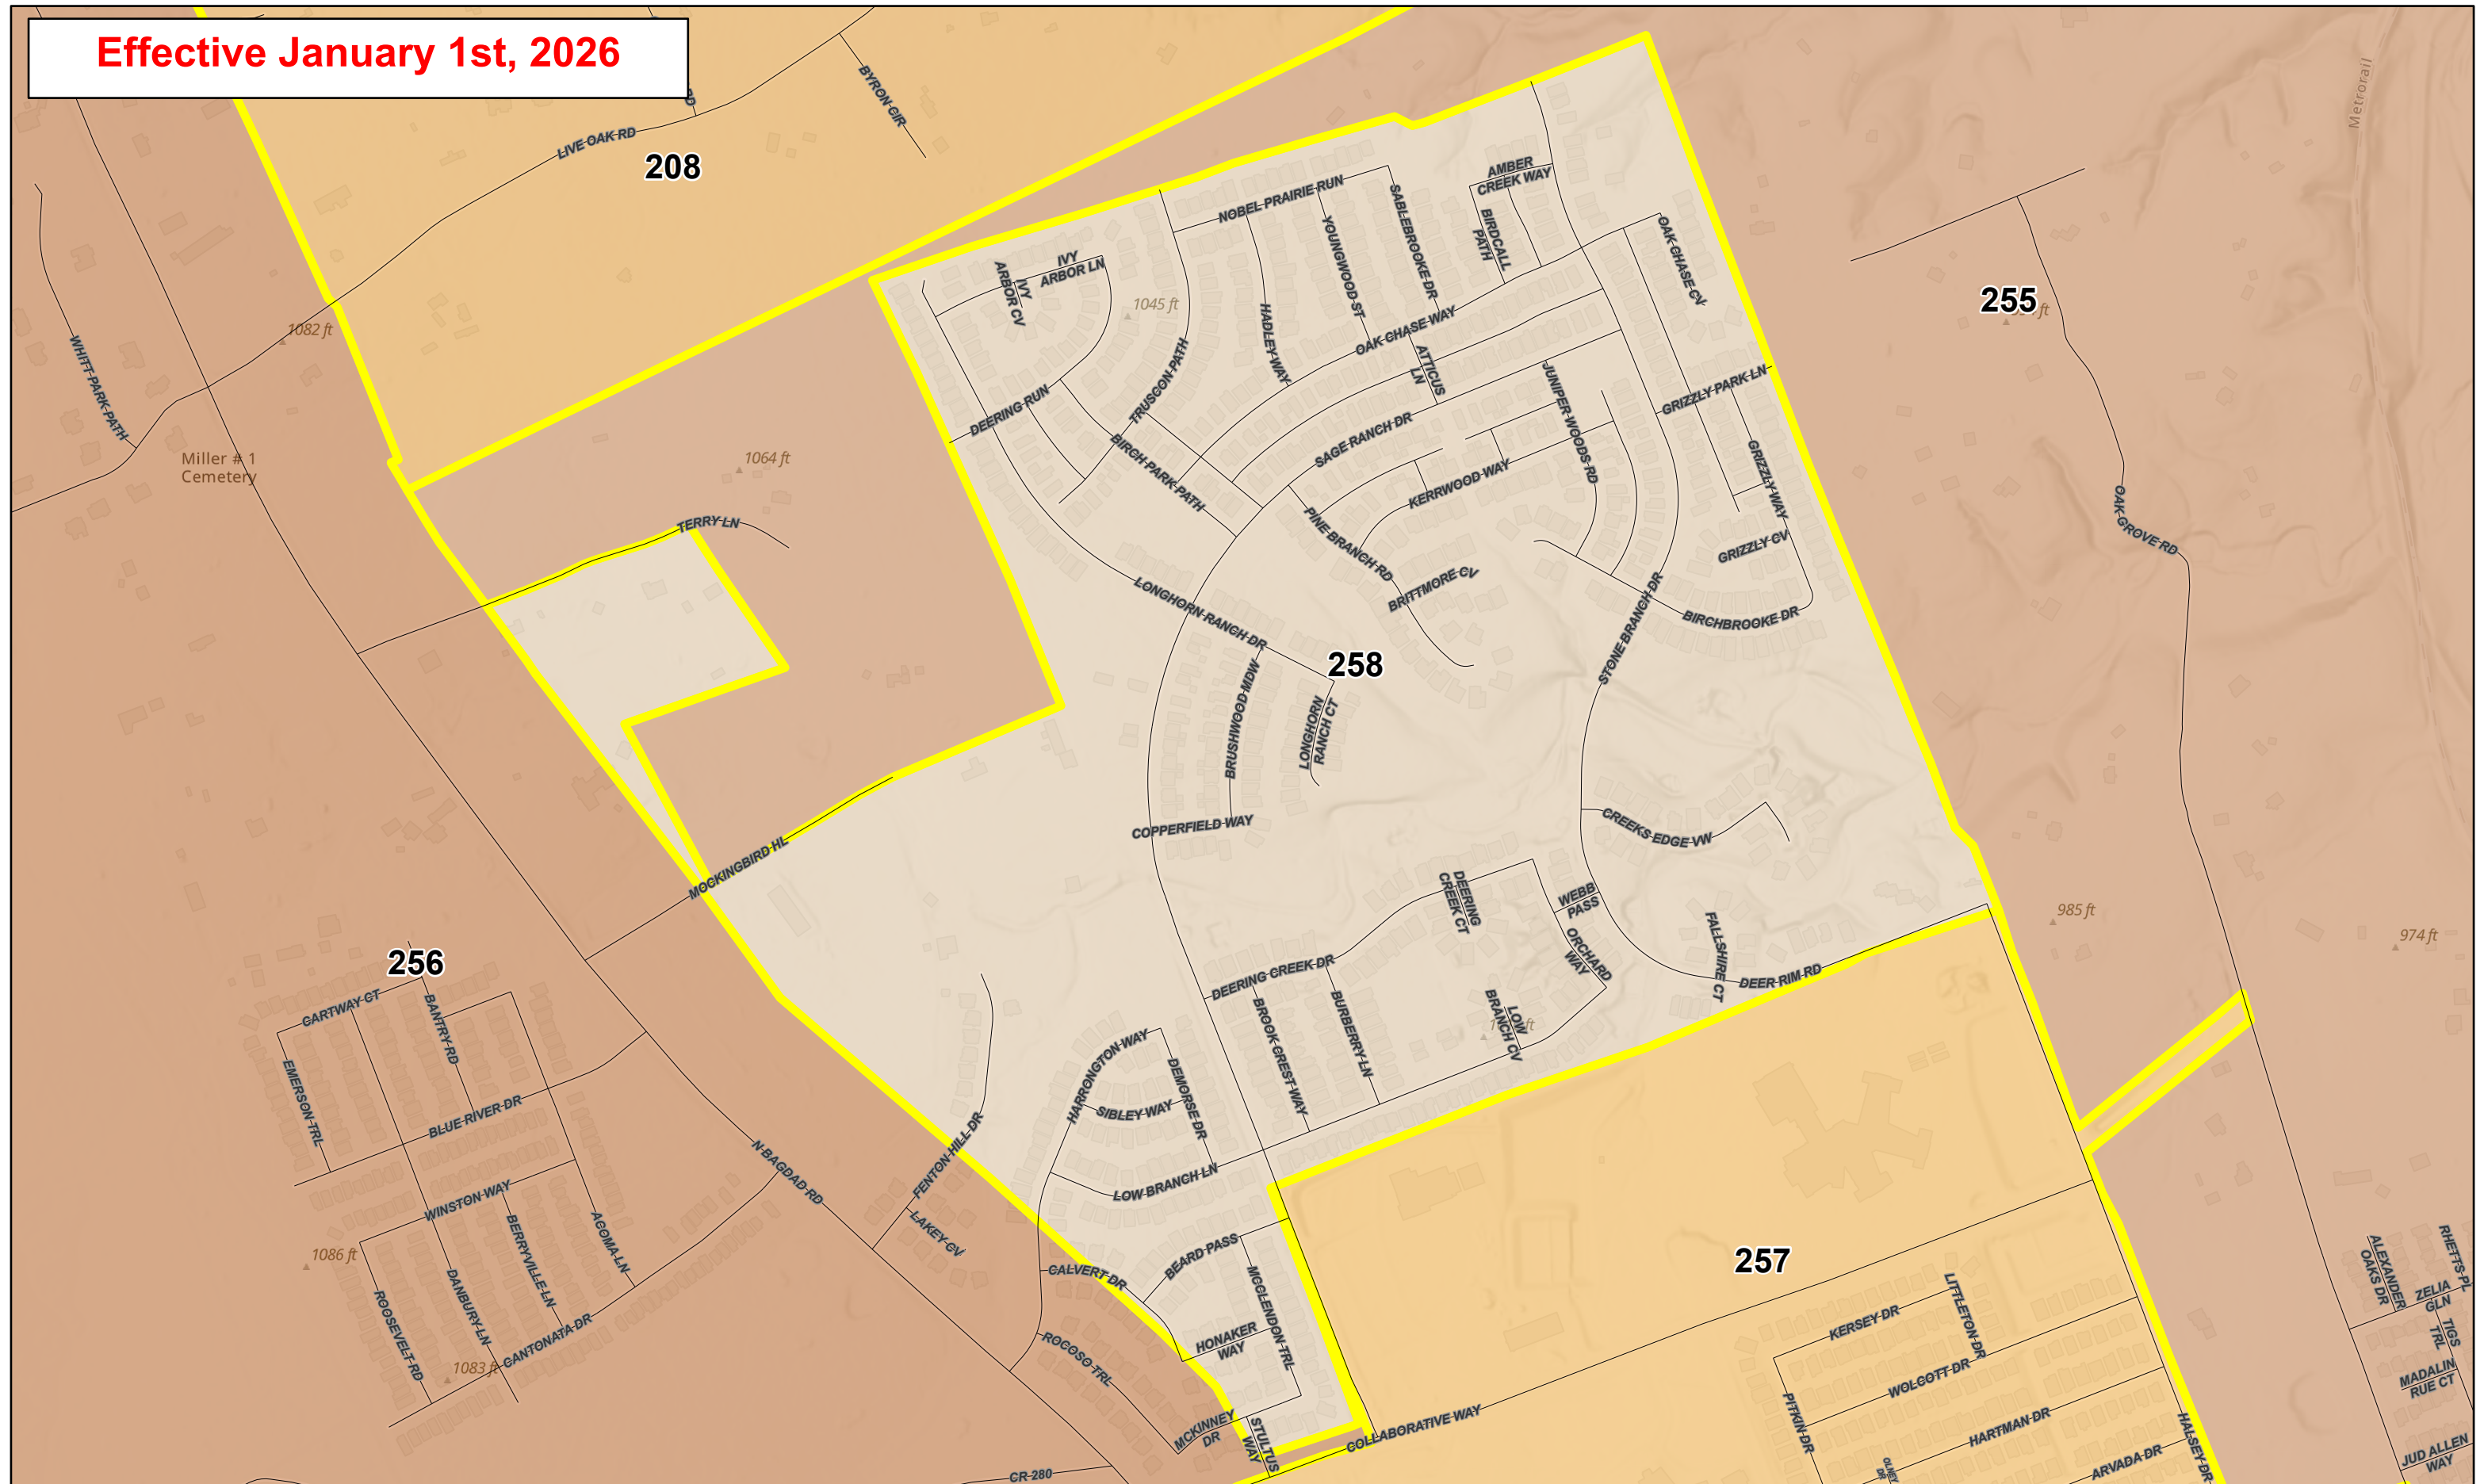 Effective January 1st, 2026
RD
BYRON CIR
LIVE OAK RD
208
Metrorail
AMBER
CREEK WAY
NOBEL PRAIRIE RUN
SABLEBROOKE DR
YOUNGWOOD ST
BIRDCALL
PATH
OAK CHASE CV
IVY
ARBOR LN
IVY
ARBOR CV
1045 ft
255
1082 ft
HADLEY WAY
OAK CHASE WAY
WHITT PARK PATH
TRUSCON PATH
ATTICUS
LN
JUNIPER WOODS RD
GRIZZLY PARK LN
DEERING RUN
SAGE RANCH DR
BIRCH PARK PATH
Miller # 1
Cemetery
1064 ft
KERRWOOD WAY
GRIZZLY WAY
TERRY LN
PINE BRANCH RD
OAK GROVE RD
GRIZZLY CV
BRITTMORE CV
LONGHORN RANCH DR
STONE BRANCH DR
BIRCHBROOKE DR
258
BRUSHWOOD MDW
LONGHORN
RANCH CT
COPPERFIELD WAY
CREEKS EDGE VW
MOCKINGBIRD HL
DEERING
CREEK CT
WEBB
PASS
985 ft
974 ft
256
FALLSHIRE CT
ORCHARD
WAY
DEERING CREEK DR
DEER RIM RD
CARTWAY CT
BANTRY RD
BROOK CREST WAY
BURBERRY LN
LOW
BRANCH CV
HARRONGTON WAY
EMERSON TRL
DEMORSE DR
SIBLEY WAY
BLUE RIVER DR
N BAGDAD RD
FENTON HILL DR
LOW BRANCH LN
WINSTON WAY
LAKEY CV
BERRYVILLE LN
ACOMA LN
1086 ft
BEARD PASS
257
CALVERT DR
MCCLENDON TRL
DANBURY LN
ROOSEVELT RD
ALEXANDER
OAKS DR
RHETTS PL
ZELIA
GLN
LITTLETON DR
KERSEY DR
HONAKER
WAY
CANTONATA DR
1083 ft
ROCOSO TRL
TIGS
TRL
WOLCOTT DR
MADALIN
RUE CT
PITKIN DR
MCKINNEY
DR
STULTUS
WAY
COLLABORATIVE WAY
HARTMAN DR
HALSEY DR
OLNEY
DR
ARVADA DR
JUD ALLEN
WAY
CR 280